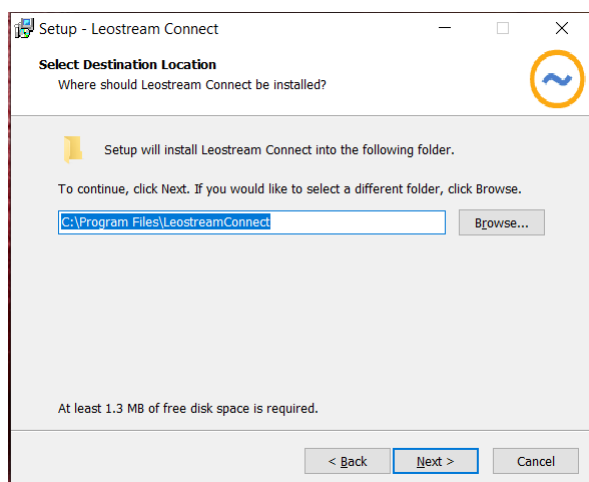 Setup - Leostream Connect
Select Destination Location
Where should Leostream Connect be installed?
Setup will install Leostream Connect into the following folder.
To continue, click Next. If you would like to select a different folder, click Browse.
C:\Program Files\LeostreamConnect
Browse...
At least 1.3 MB of free disk space is required.
< Back Next > Cancel